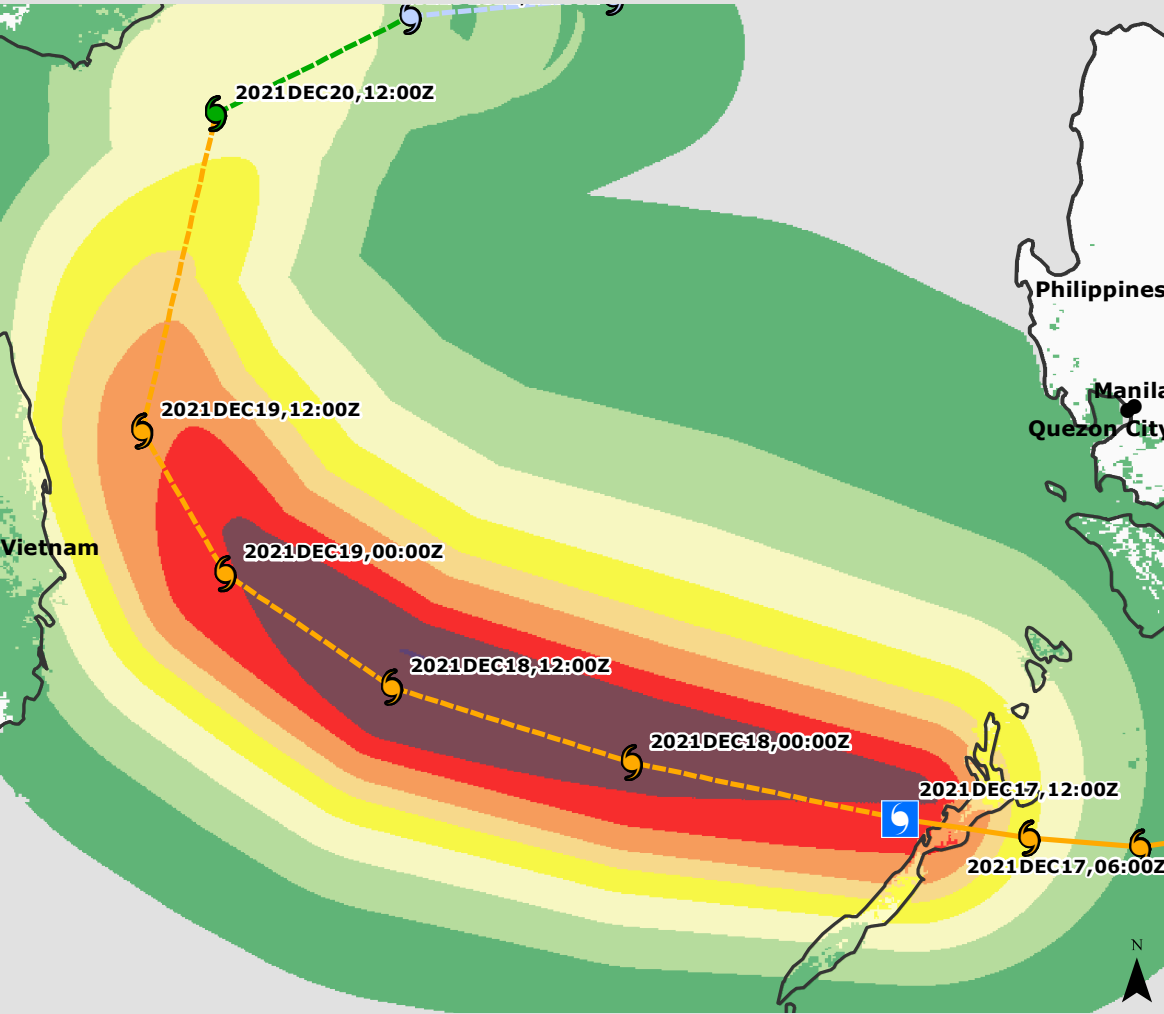 2021DEC20,12:00Z
Philippines
Manila
2021DEC19,12:00Z
Quezon City
Vietnam
2021DEC19,00:00Z
2021DEC18,12:00Z
2021DEC18,00:00Z
2021DEC17,12:00Z
2021DEC17,06:00Z
N